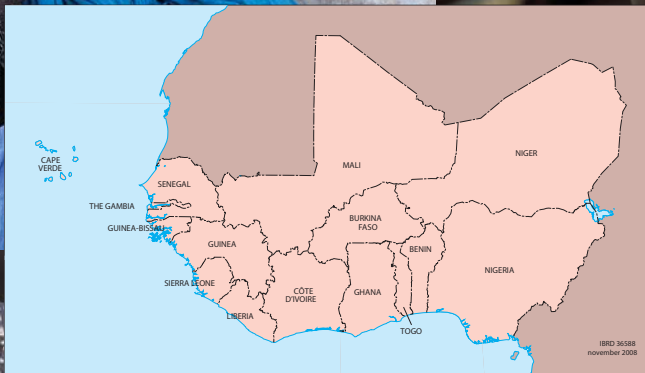 CAPE
VERDE
SENEGAL
THE GAMBIA
GUINEA-BISSAU
GUINEA
SIERRA LEONE
LIBERIA
MALI
BURKINA
FASO
CÔTE
D'IVOIRE
GHANA
TOGO
BENIN
NIGER
NIGERIA
IBRD 36588
november 2008